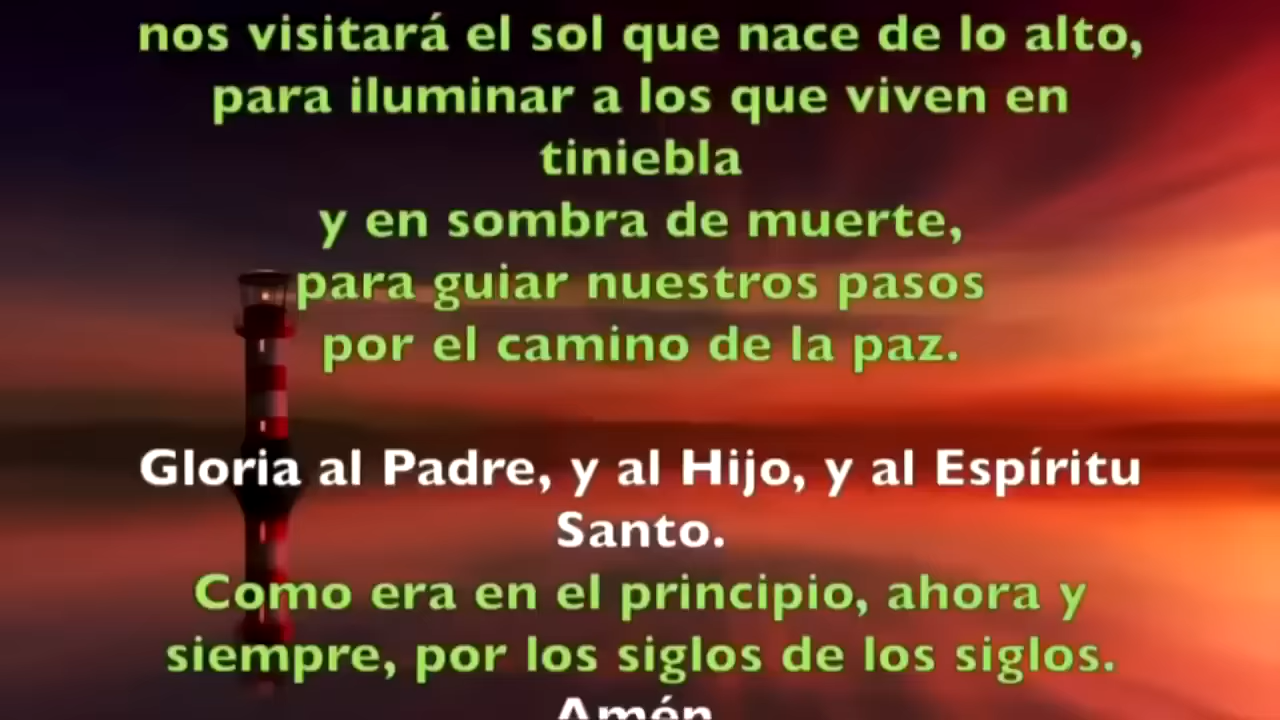 nos visitará el sol que nace de lo alto,
para iluminar a los que viven en
tiniebla
y en sombra de muerte,
para guiar nuestros pasos
por el camino de la paz.
Gloria al Padre, y al Hijo, y al Espíritu
Santo.
Como era en el principio, ahora y
siempre, por los siglos de los siglos.
Amén